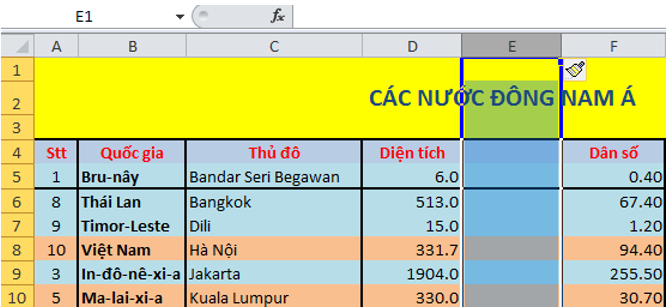 E1 fx
A B C D E F
1
2 CÁC NƯỚC ĐÔNG NAM Á
3
4 Stt Quốc gia Thủ đô Diện tích Dân số
5 1 Bru-nây Bandar Seri Begawan 6.0 0.40
6 8 Thái Lan Bangkok 513.0 67.40
7 9 Timor-Leste Dili 15.0 1.20
8 10 Việt Nam Hà Nội 331.7 94.40
9 3 In-đô-nê-xi-a Jakarta 1904.0 255.50
10 5 Ma-lai-xi-a Kuala Lumpur 330.0 30.70